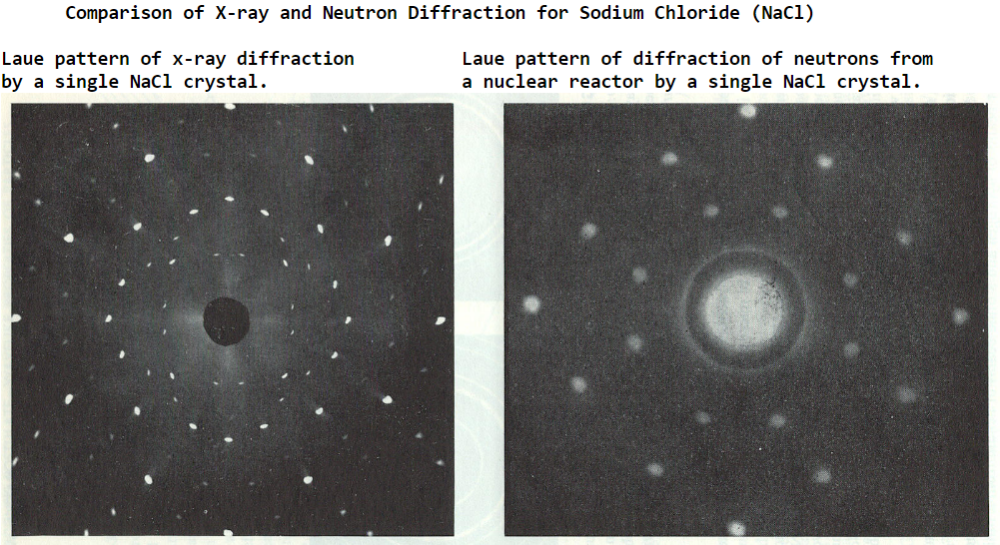 Comparison of X-ray and Neutron Diffraction for Sodium Chloride (NaCl)
Laue pattern of x-ray diffraction
by a single NaCl crystal.
Laue pattern of diffraction of neutrons from
a nuclear reactor by a single NaCl crystal.